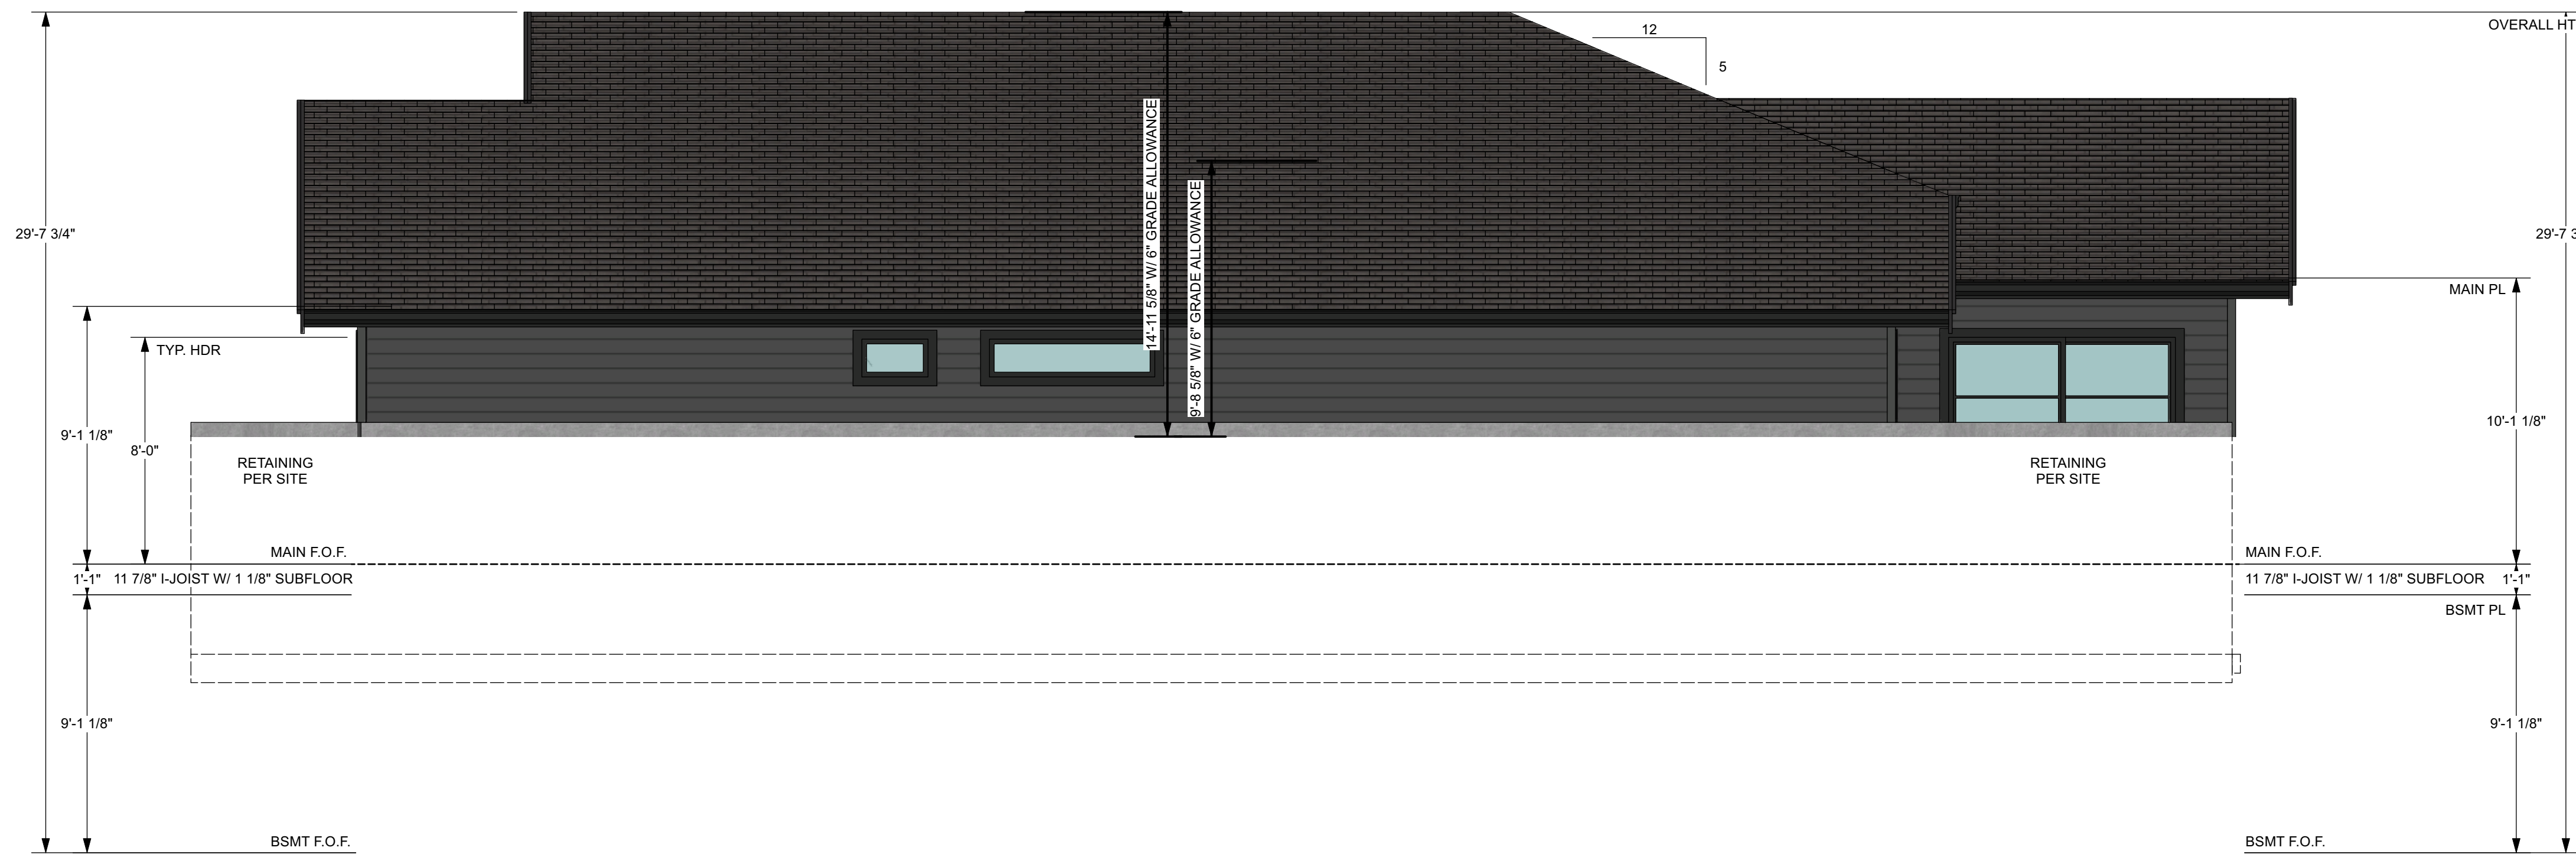 OVERALL HT
12
5
14'-11 5/8" W/ 6" GRADE ALLOWANCE
9'-8 5/8" W/ 6" GRADE ALLOWANCE
29'-7 3/4"
29'-7 3
MAIN PL
TYP. HDR
9'-1 1/8"
8'-0"
10'-1 1/8"
RETAINING
PER SITE
RETAINING
PER SITE
MAIN F.O.F.
MAIN F.O.F.
1'-1"
11 7/8" I-JOIST W/ 1 1/8" SUBFLOOR
11 7/8" I-JOIST W/ 1 1/8" SUBFLOOR
1'-1"
BSMT PL
9'-1 1/8"
9'-1 1/8"
BSMT F.O.F.
BSMT F.O.F.